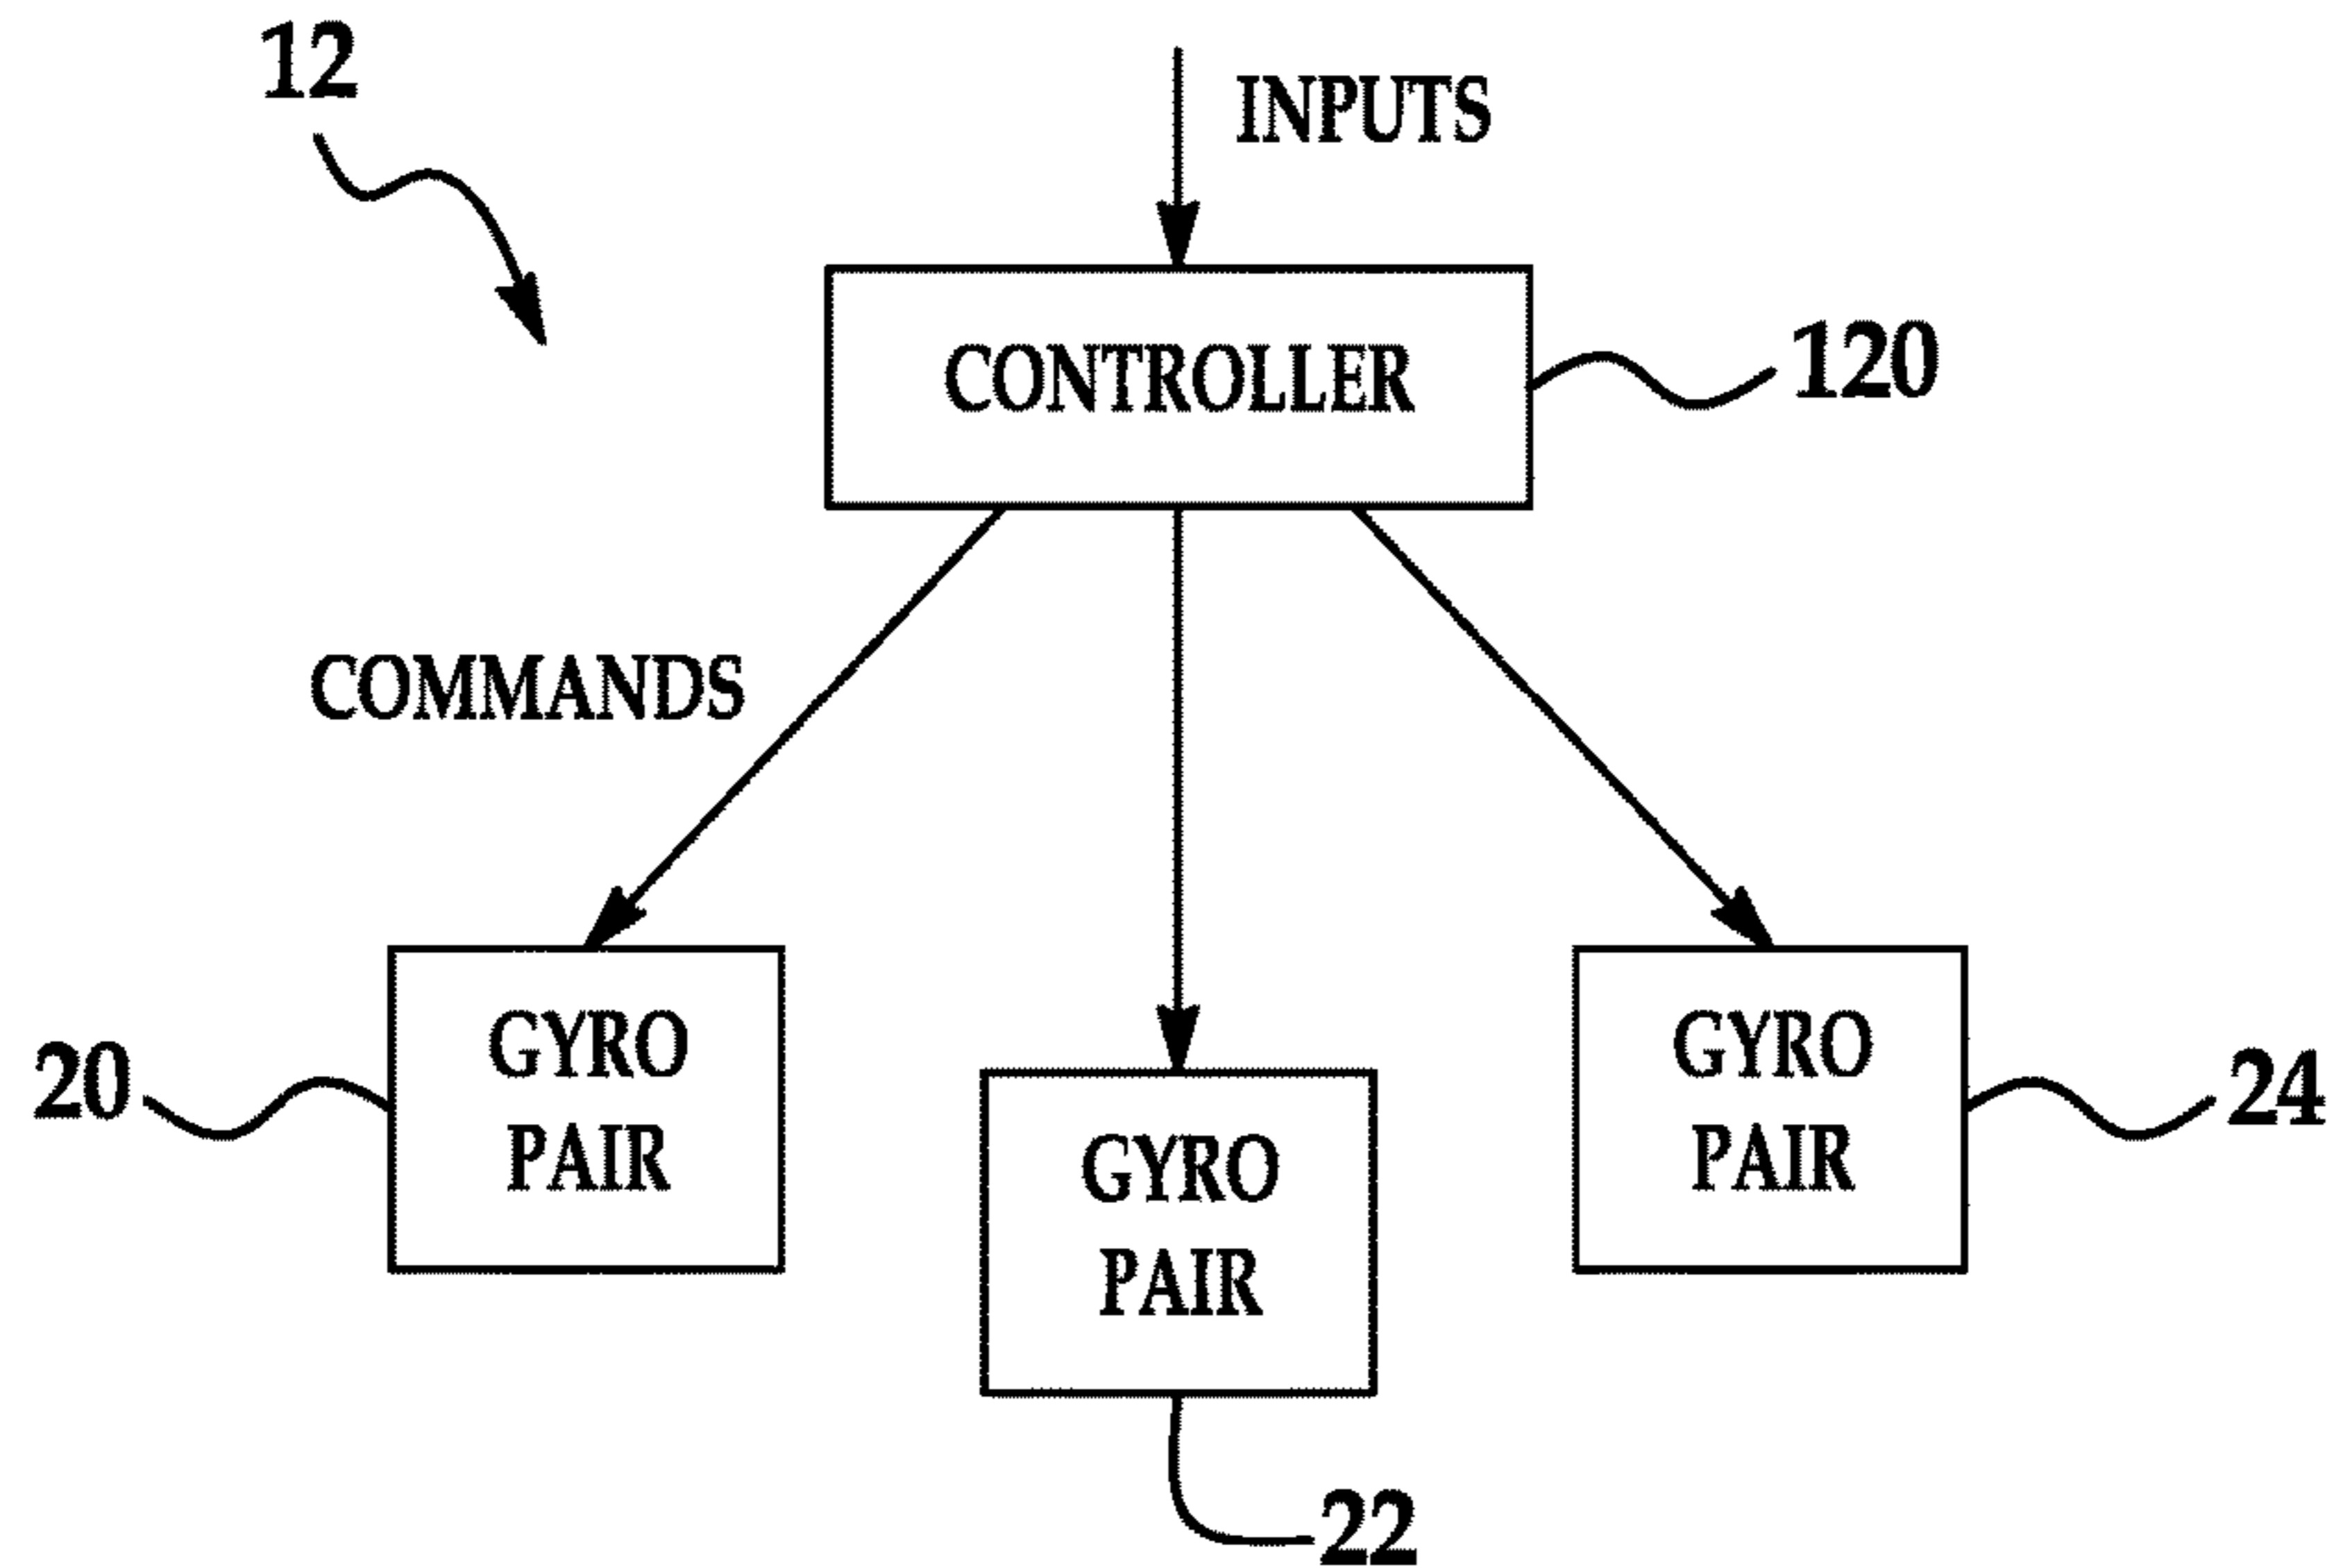 12
INPUTS
CONTROLLER
120
COMMANDS
GYRO
PAIR
20
GYRO
PAIR
22
GYRO
PAIR
24